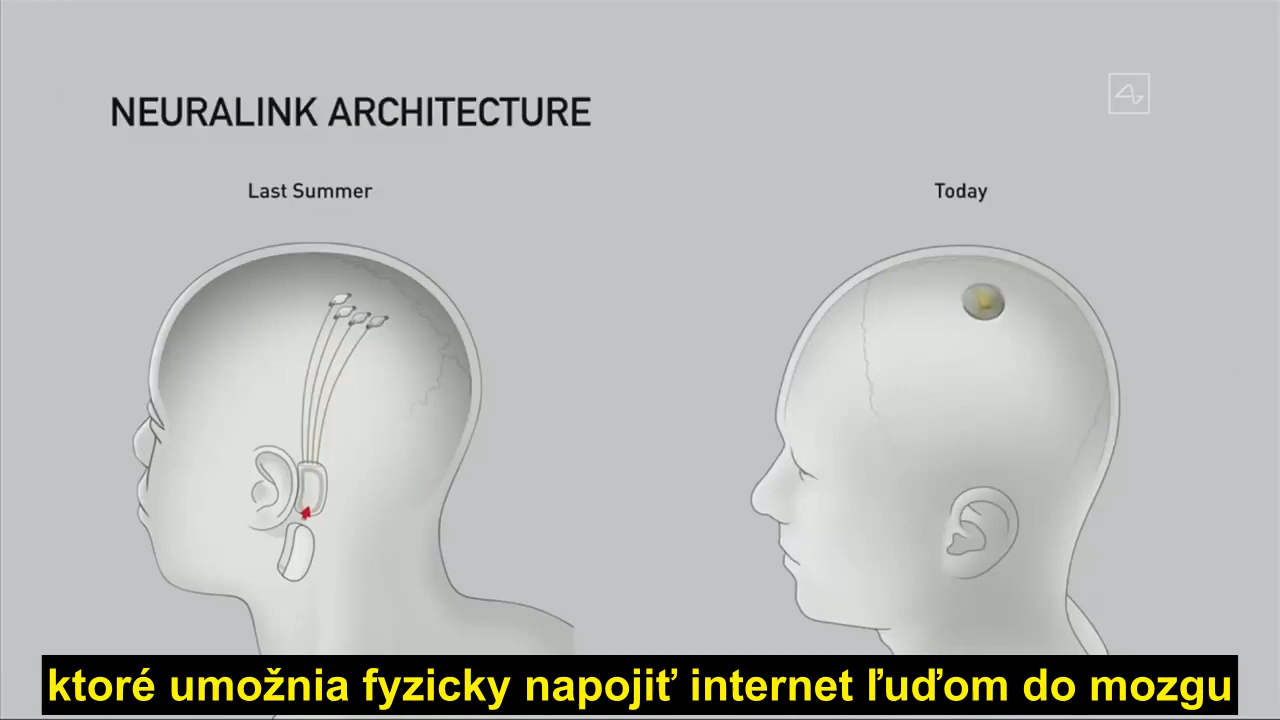 NEURALINK ARCHITECTURE
Last Summer
Today
ktoré umožnia fyzicky napojiť internet ľuďom do mozgu